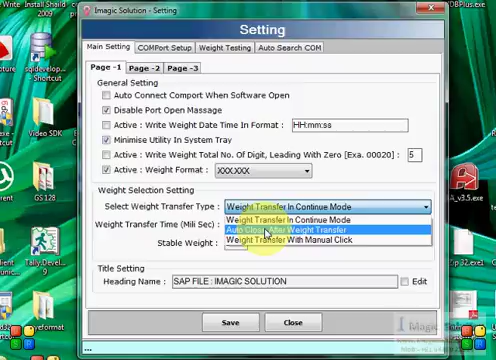 Install Shaild
2009
Imagic Solution - Setting
Setting
Main Setting
COMPort Setup
Weight Testing
Auto Search COM
Page -1
Page -2
Page -3
General Setting
Auto Connect Comport When Software Open
Disable Port Open Massage
Active : Write Weight Date Time In Format :
HH:mm:ss
Minimise Utility In System Tray
Active : Write Weight Total No. Of Digit, Leading With Zero [Exa. 00020] :
5
Active : Weight Format :
XXX.XXX
Weight Selection Setting
Select Weight Transfer Type :
Weight Transfer In Continue Mode
Weight Transfer In Continue Mode
Auto Close After Weight Transfer
Weight Transfer With Manual Click
Weight Transfer Time (Mili Sec) :
Stable Weight :
Title Setting
Heading Name :
SAP FILE : IMAGIC SOLUTION
Edit
Save
Close
...
sqldevelop...
Shortcut
Video SDK
GS 128
Tally.Develo...
DBPlus.exe